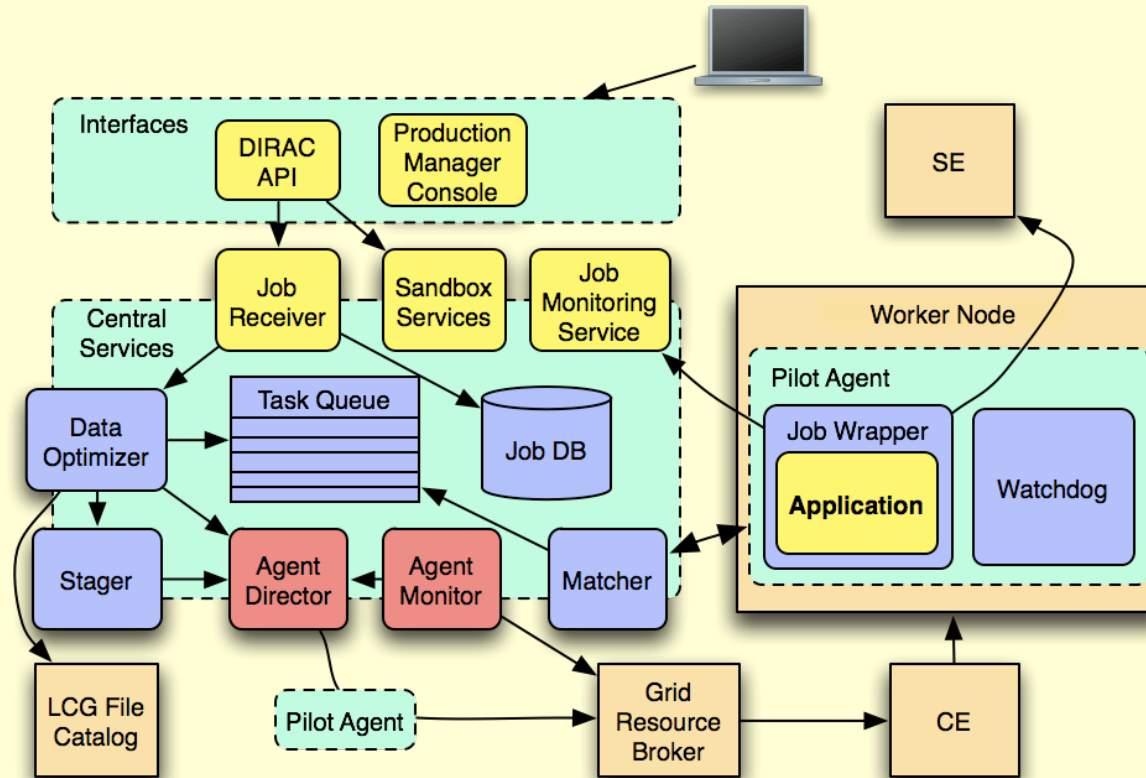 Interfaces
DIRAC
API
Production
Manager
Console
SE
Job
Receiver
Sandbox
Services
Job
Monitoring
Service
Central
Services
Worker Node
Pilot Agent
Data
Optimizer
Task Queue
Job DB
Job Wrapper
Application
Watchdog
Stager
Agent
Director
Agent
Monitor
Matcher
LCG File
Catalog
Pilot Agent
Grid
Resource
Broker
CE